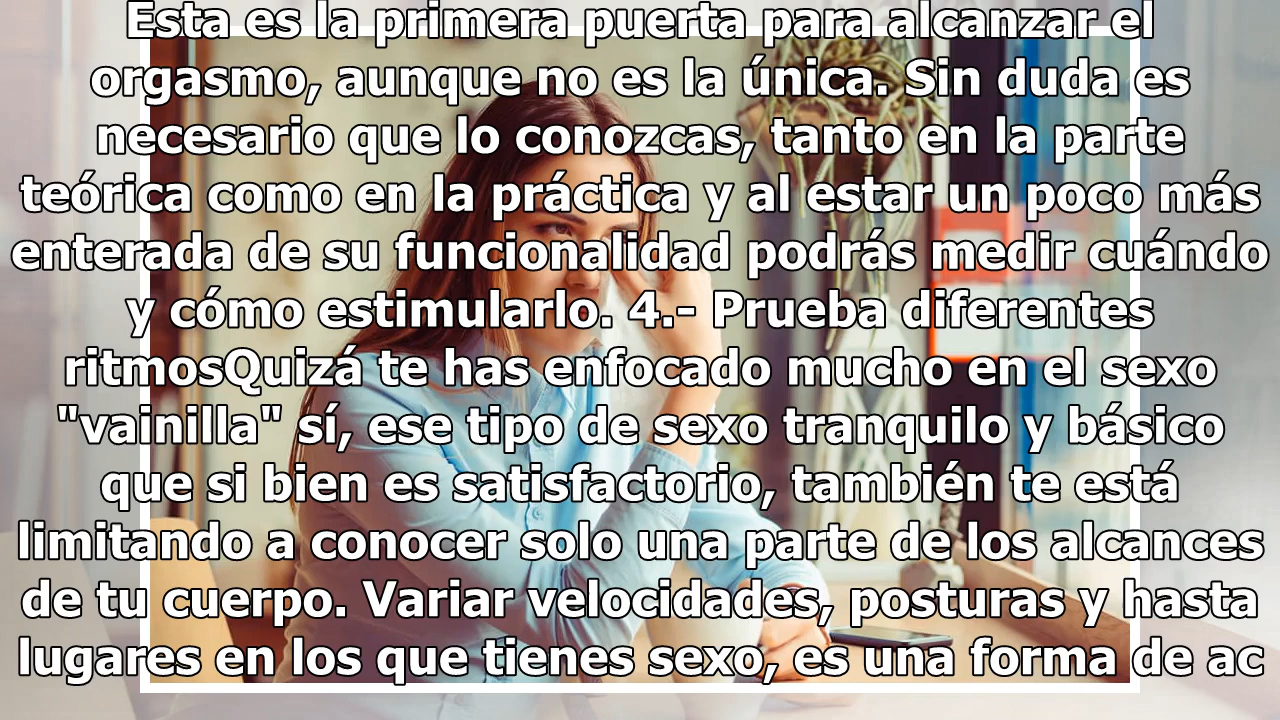 Esta es la primera puerta para alcanzar el
orgasmo, aunque no es la única. Sin duda es
necesario que lo conozcas, tanto en la parte
teórica como en la práctica y al estar un poco más
enterada de su funcionalidad podrás medir cuándo
y cómo estimularlo. 4.- Prueba diferentes
ritmosQuizá te has enfocado mucho en el sexo
"vainilla" sí, ese tipo de sexo tranquilo y básico
que si bien es satisfactorio, también te está
limitando a conocer solo una parte de los alcances
de tu cuerpo. Variar velocidades, posturas y hasta
lugares en los que tienes sexo, es una forma de ac